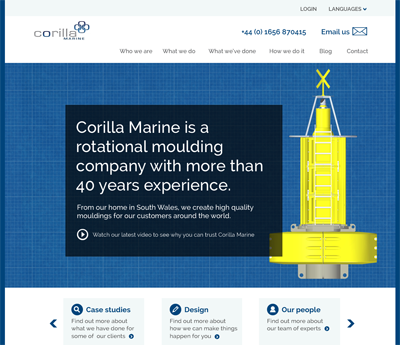 LOGIN LANGUAGES
corilla
MARINE
+44 (0) 1656 870415 Email us
Who we are What we do What we've done How we do it Blog Contact
Corilla Marine is a
rotational moulding
company with more than
40 years experience.
From our home in South Wales, we create high quality
mouldings for our customers around the world.
Watch our latest video to see why you can trust Corilla Marine
Case studies Design Our people
Find out more about Find out more about Find out more about
what we have done for how we can make things our team of experts
some of our clients happen for you